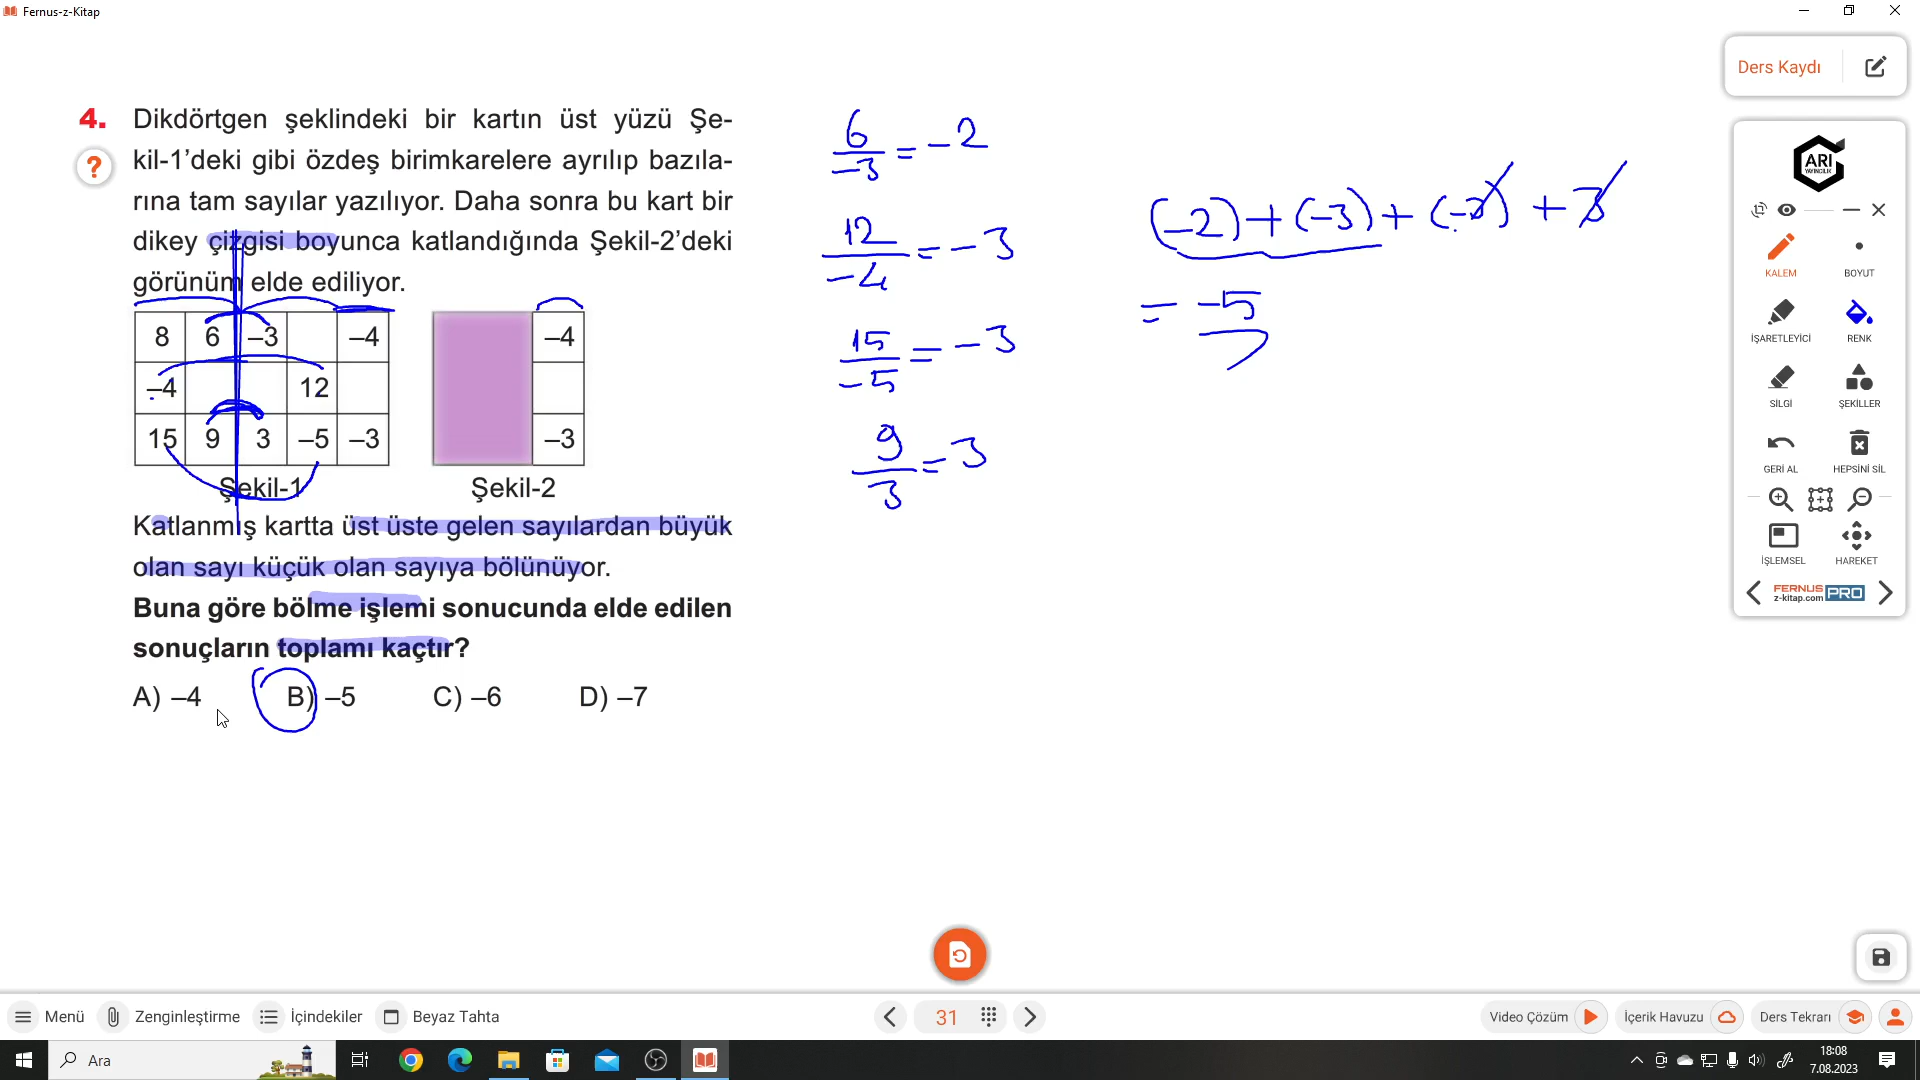 Fernus-z-Kitap
Ders Kaydı
4. Dikdörtgen şeklindeki bir kartın üst yüzü Şe-
kil-1’deki gibi özdeş birimkarelere ayrılıp bazıla-
rına tam sayılar yazılıyor. Daha sonra bu kart bir
dikey çizgisi boyunca katlandığında Şekil-2’deki
görünüm elde ediliyor.
?
8 6 –3 –4
–4 12
15 9 3 –5 –3
Şekil-1
–4
–3
Şekil-2
Katlanmış kartta üst üste gelen sayılardan büyük
olan sayı küçük olan sayıya bölünüyor.
Buna göre bölme işlemi sonucunda elde edilen
sonuçların toplamı kaçtır?
A) –4 B) –5 C) –6 D) –7
6/-3 = -2
12/-4 = -3
15/-5 = -3
9/3 = 3
(-2) + (-3) + (-3) + 3
= -5
ARI
YAYINCILIK
KALEM BOYUT
İŞARETLEYİCİ RENK
SİLGİ ŞEKİLLER
GERİ AL HEPSİNİ SİL
İŞLEMSEL HAREKET
FERNUS
z-kitap.com PRO
Menü Zenginleştirme İçindekiler Beyaz Tahta 31 Video Çözüm İçerik Havuzu Ders Tekrarı
Ara
18:08
7.08.2023